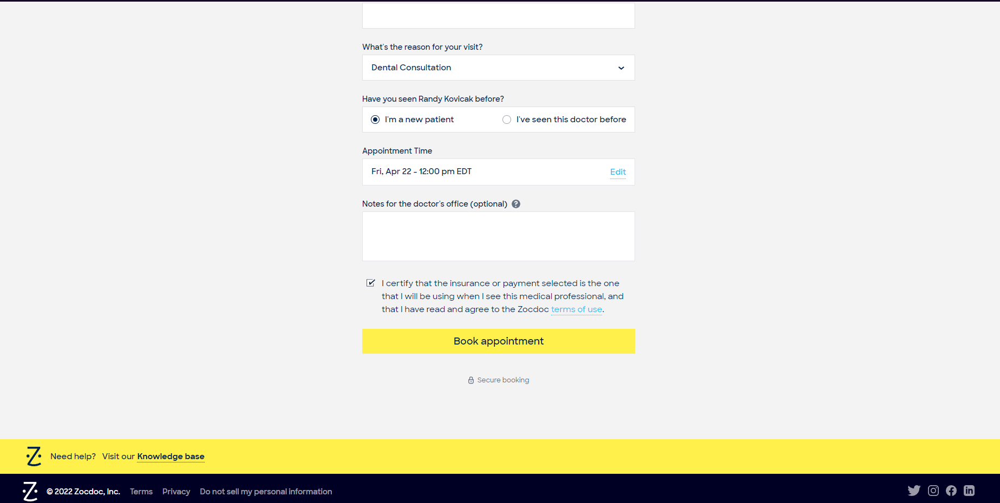 What's the reason for your visit?
Dental Consultation
Have you seen Randy Kovicak before?
I'm a new patient
I've seen this doctor before
Appointment Time
Fri, Apr 22 - 12:00 pm EDT
Edit
Notes for the doctor's office (optional)
I certify that the insurance or payment selected is the one
that I will be using when I see this medical professional, and
that I have read and agree to the Zocdoc terms of use.
Book appointment
Secure booking
Need help? Visit our Knowledge base
© 2022 Zocdoc, Inc. Terms Privacy Do not sell my personal information